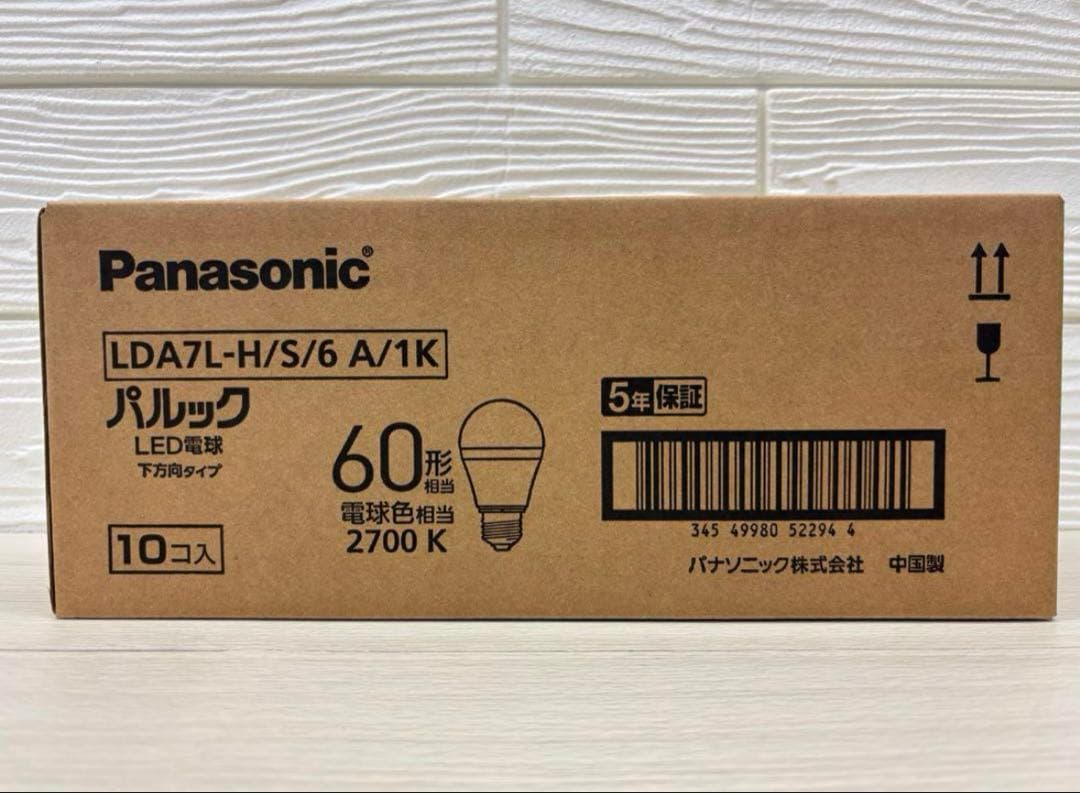 Panasonic®
LDA7L-H/S/6 A/1K
パルック
LED電球
下方向タイプ
60形相当
電球色相当
2700 K
10コ入
5年保証
345 49980 52294 4
パナソニック株式会社 中国製